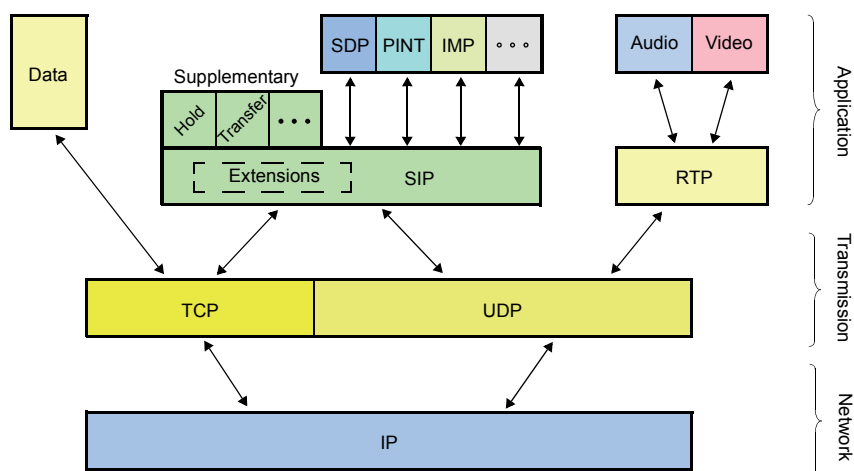 Data
Supplementary
Hold
Transfer
• • •
SDP
PINT
IMP
° ° °
Audio
Video
Extensions
SIP
RTP
TCP
UDP
IP
Application
Transmission
Network